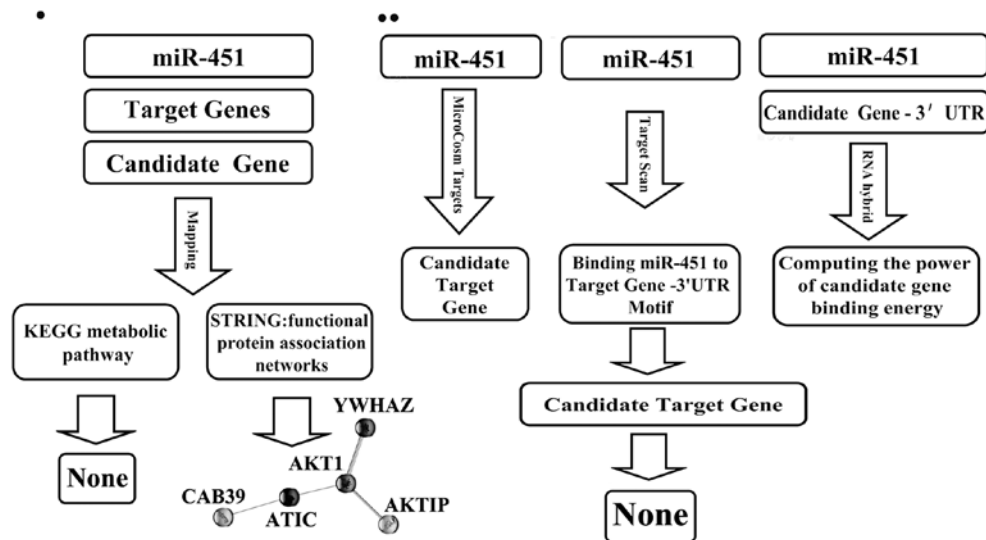 miR-451
Target Genes
Candidate Gene
Mapping
KEGG metabolic
pathway
STRING:functional
protein association
networks
None
YWHAZ
AKT1
CAB39
ATIC
AKTIP
miR-451
MicroCosm Targets
Candidate
Target
Gene
miR-451
Target Scan
Binding miR-451 to
Target Gene -3'UTR
Motif
miR-451
Candidate Gene - 3′ UTR
RNA hybrid
Computing the power
of candidate gene
binding energy
Candidate Target Gene
None